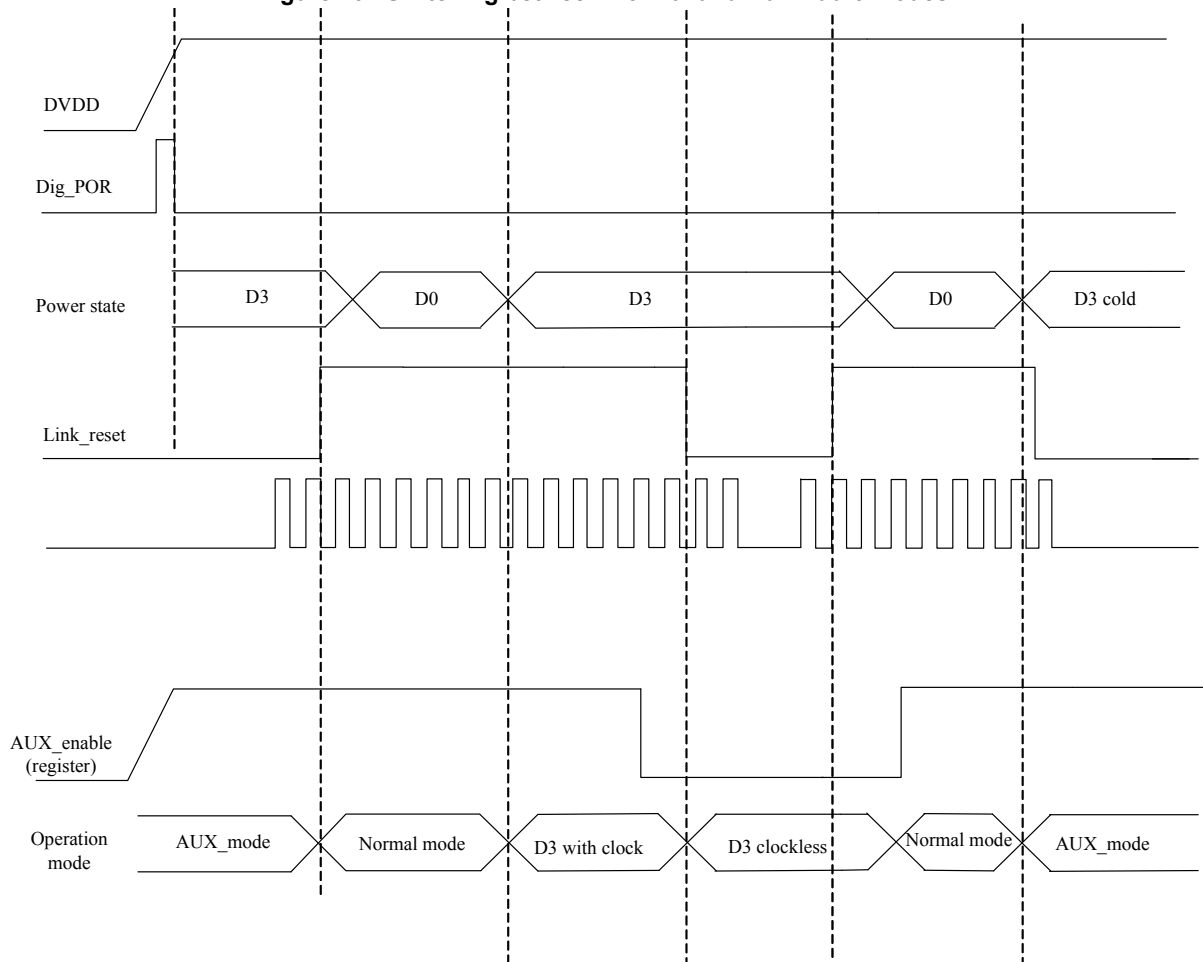 DVDD
Dig_POR
Power state
D3
D0
D3
D0
D3 cold
Link_reset
AUX_enable
(register)
Operation
mode
AUX_mode
Normal mode
D3 with clock
D3 clockless
Normal mode
AUX_mode